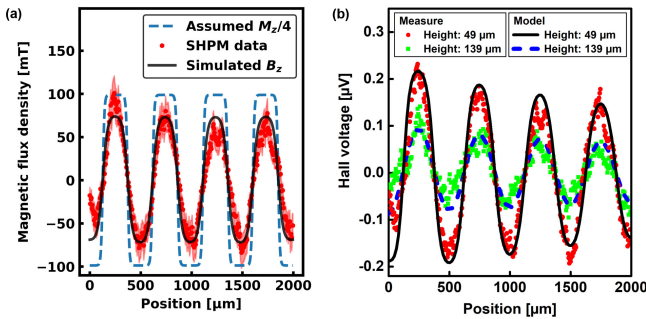 (a)
Magnetic flux density [mT]
100
50
0
−50
−100
Assumed Mz/4
SHPM data
Simulated Bz
0 500 1000 1500 2000
Position [µm]
(b)
Hall voltage [µV]
0.3
0.2
0.1
0.0
-0.1
-0.2
Measure
Height: 49 µm
Height: 139 µm
Model
Height: 49 µm
Height: 139 µm
0 500 1000 1500 2000
Position [µm]